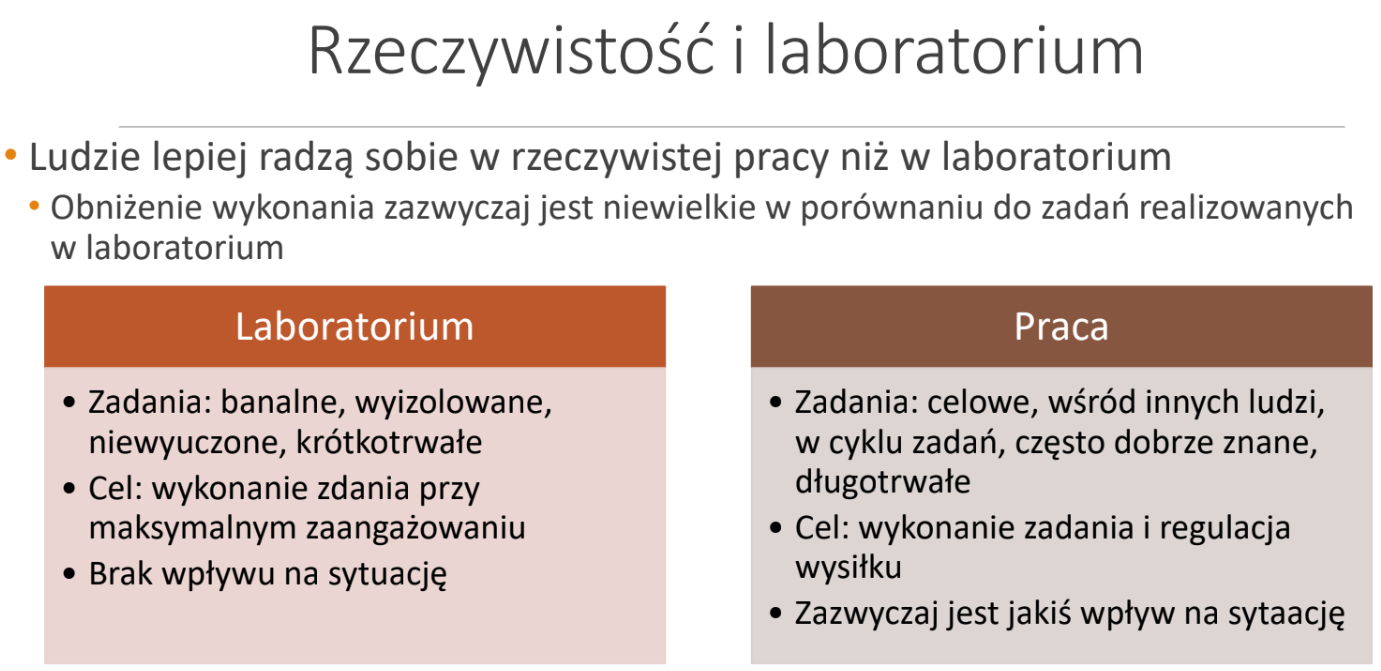 Rzeczywistość i laboratorium
• Ludzie lepiej radzą sobie w rzeczywistej pracy niż w laboratorium
• Obniżenie wykonania zazwyczaj jest niewielkie w porównaniu do zadań realizowanych
w laboratorium
Laboratorium
• Zadania: banalne, wyizolowane,
niewyuczone, krótkotrwałe
• Cel: wykonanie zdania przy
maksymalnym zaangażowaniu
• Brak wpływu na sytuację
Praca
• Zadania: celowe, wśród innych ludzi,
w cyklu zadań, często dobrze znane,
długotrwałe
• Cel: wykonanie zadania i regulacja
wysiłku
• Zazwyczaj jest jakiś wpływ na sytaację